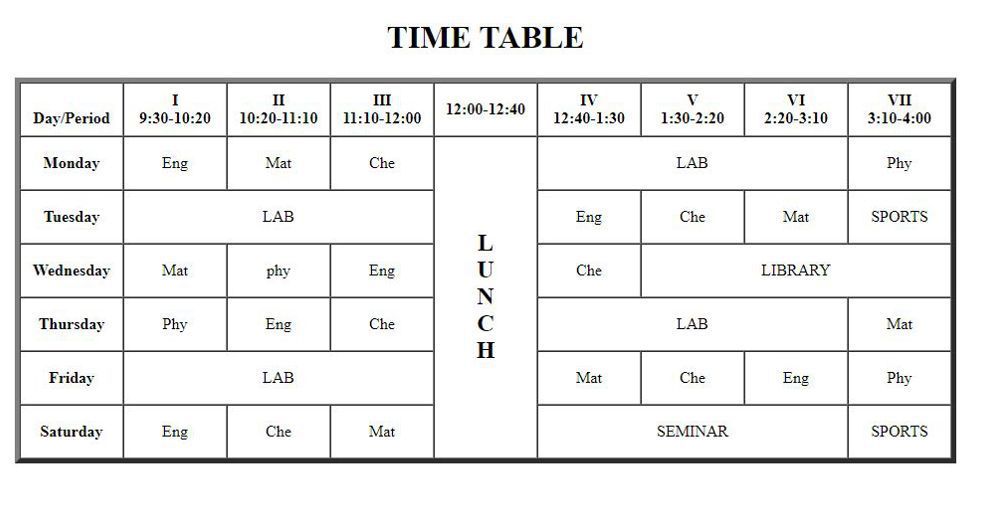 TIME TABLE
Day/Period I 9:30-10:20 II 10:20-11:10 III 11:10-12:00 12:00-12:40 IV 12:40-1:30 V 1:30-2:20 VI 2:20-3:10 VII 3:10-4:00
Monday Eng Mat Che LAB Phy
Tuesday LAB Eng Che Mat SPORTS
Wednesday Mat phy Eng Che LIBRARY
Thursday Phy Eng Che LAB Mat
Friday LAB Mat Che Eng Phy
Saturday Eng Che Mat SEMINAR SPORTS
L
U
N
C
H